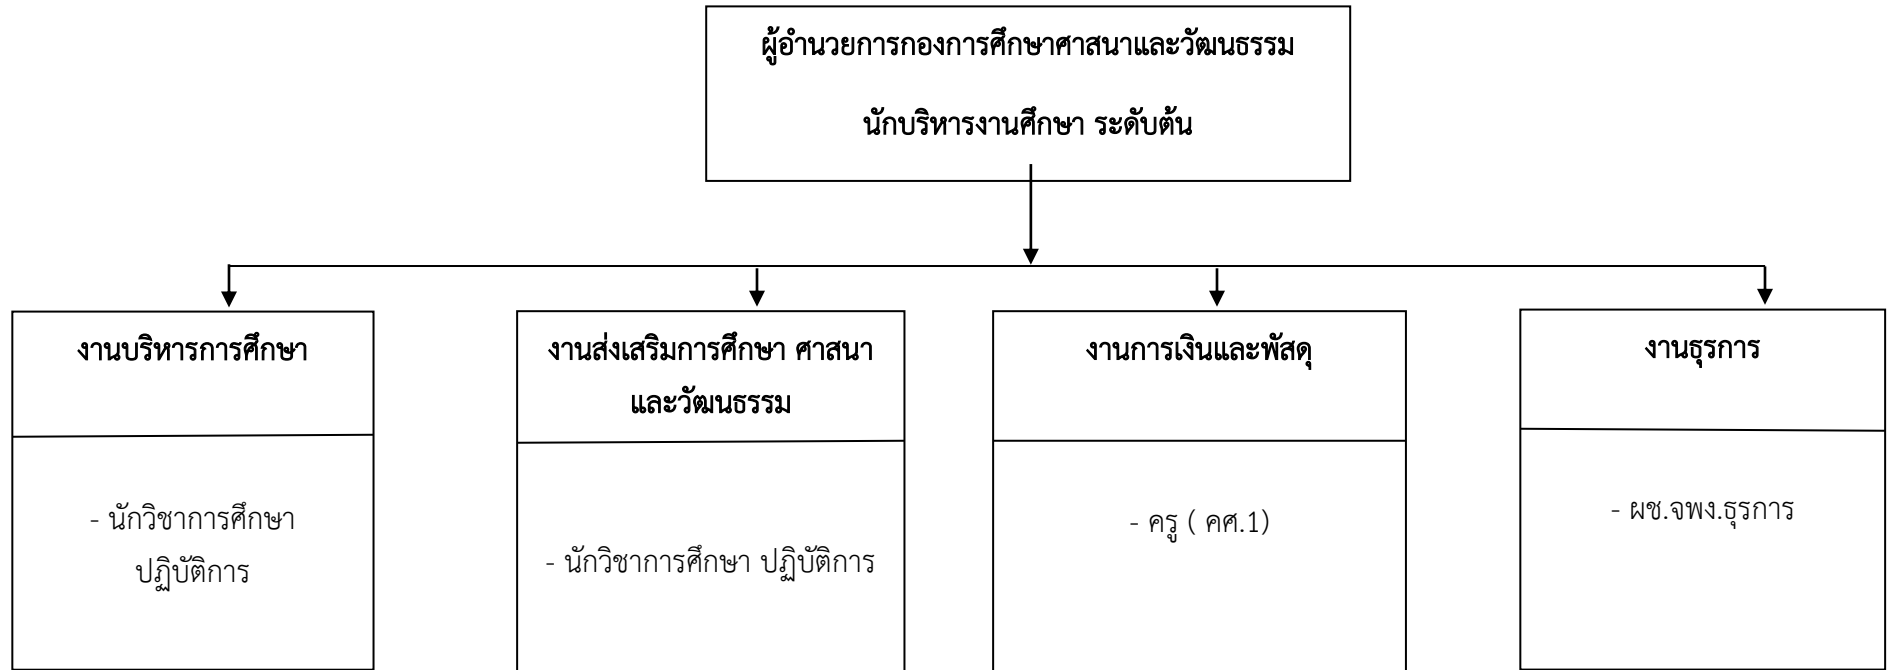 ผู้อำนวยการกองการศึกษาศาสนาและวัฒนธรรม
นักบริหารงานศึกษา ระดับต้น
งานบริหารการศึกษา
- นักวิชาการศึกษา
ปฏิบัติการ
งานส่งเสริมการศึกษา ศาสนา
และวัฒนธรรม
- นักวิชาการศึกษา ปฏิบัติการ
งานการเงินและพัสดุ
- ครู ( คศ.1)
งานธุรการ
- ผช.จพง.ธุรการ